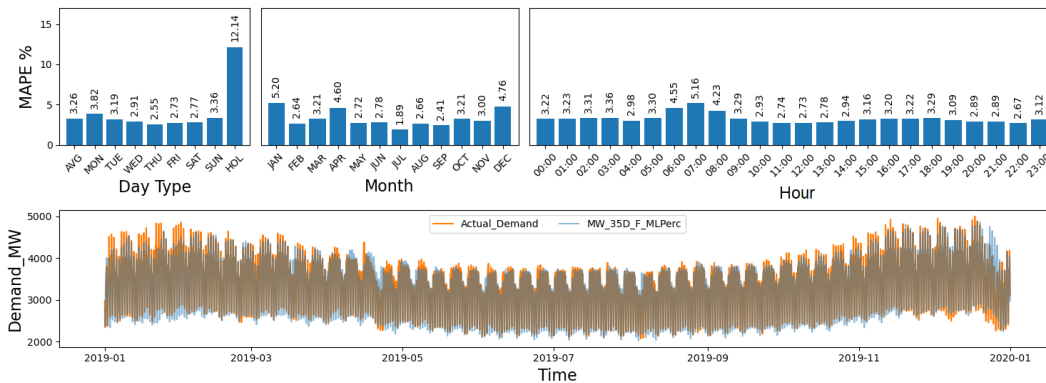 MAPE %
15
10
5
0
3.26 3.82 3.19 2.91 2.55 2.73 2.77 3.36 12.14
AVG MON TUE WED THU FRI SAT SUN HOL
Day Type
5.20 2.64 3.21 4.60 2.72 2.78 1.89 2.66 2.41 3.21 3.00 4.76
JAN FEB MAR APR MAY JUN JUL AUG SEP OCT NOV DEC
Month
3.22 3.23 3.31 3.36 2.98 3.30 4.55 5.16 4.23 3.29 2.93 2.74 2.73 2.78 2.94 3.16 3.20 3.22 3.29 3.09 2.89 2.89 2.67 3.12
00:00 01:00 02:00 03:00 04:00 05:00 06:00 07:00 08:00 09:00 10:00 11:00 12:00 13:00 14:00 15:00 16:00 17:00 18:00 19:00 20:00 21:00 22:00 23:00
Hour
Demand_MW
5000
4000
3000
2000
Actual_Demand MW_35D_F_MLPerc
2019-01 2019-03 2019-05 2019-07 2019-09 2019-11 2020-01
Time